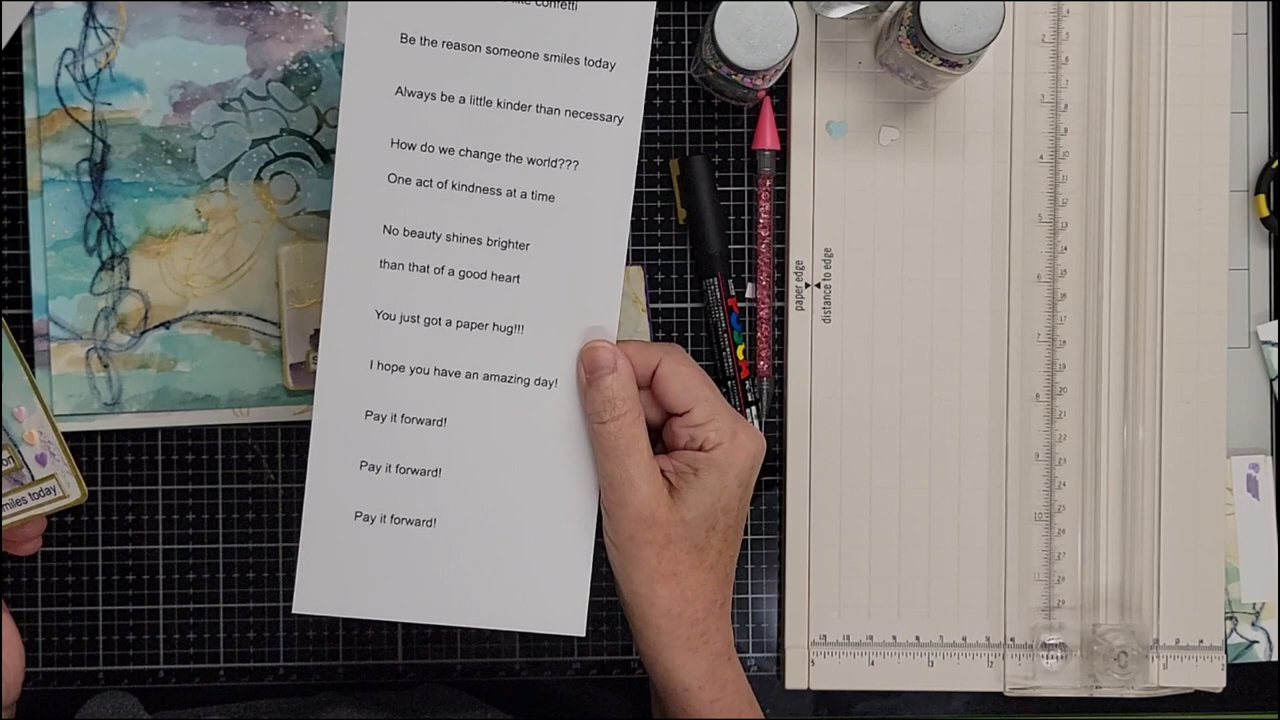 like confetti
Be the reason someone smiles today
Always be a little kinder than necessary
How do we change the world???
One act of kindness at a time
No beauty shines brighter
than that of a good heart
You just got a paper hug!!!
I hope you have an amazing day!
Pay it forward!
Pay it forward!
Pay it forward!
smiles today
POSCA
paper edge
distance to edge